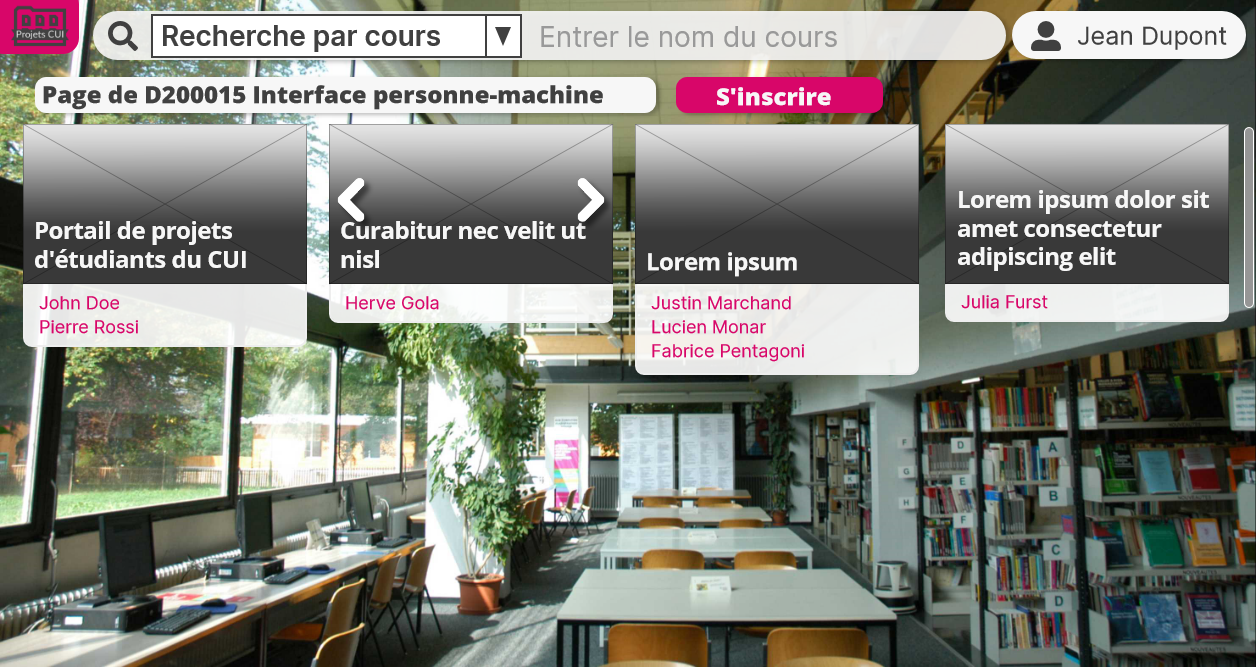 Projets CUI
Recherche par cours
▼
Entrer le nom du cours
Jean Dupont
Page de D200015 Interface personne-machine
S'inscrire
Portail de projets
d'étudiants du CUI
John Doe
Pierre Rossi
Curabitur nec velit ut
nisl
Herve Gola
Lorem ipsum
Justin Marchand
Lucien Monar
Fabrice Pentagoni
Lorem ipsum dolor sit
amet consectetur
adipiscing elit
Julia Furst
F
G
H
D
E
F
A
B
C
D